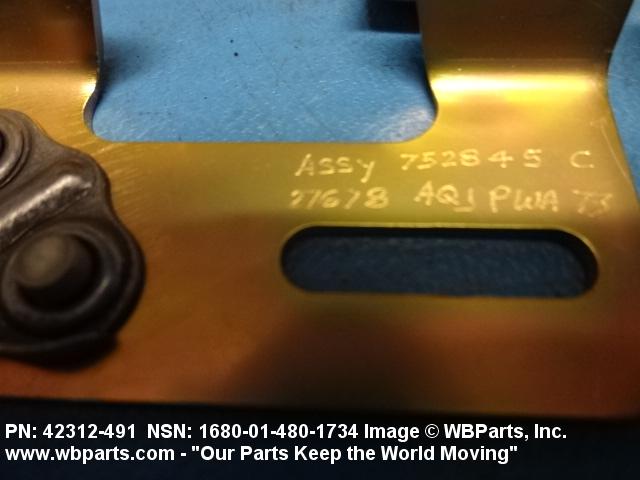 ASSY 752845 C
77678 AQJ PWA
PN: 42312-491 NSN: 1680-01-480-1734 Image © WBParts, Inc.
www.wbparts.com - "Our Parts Keep the World Moving"